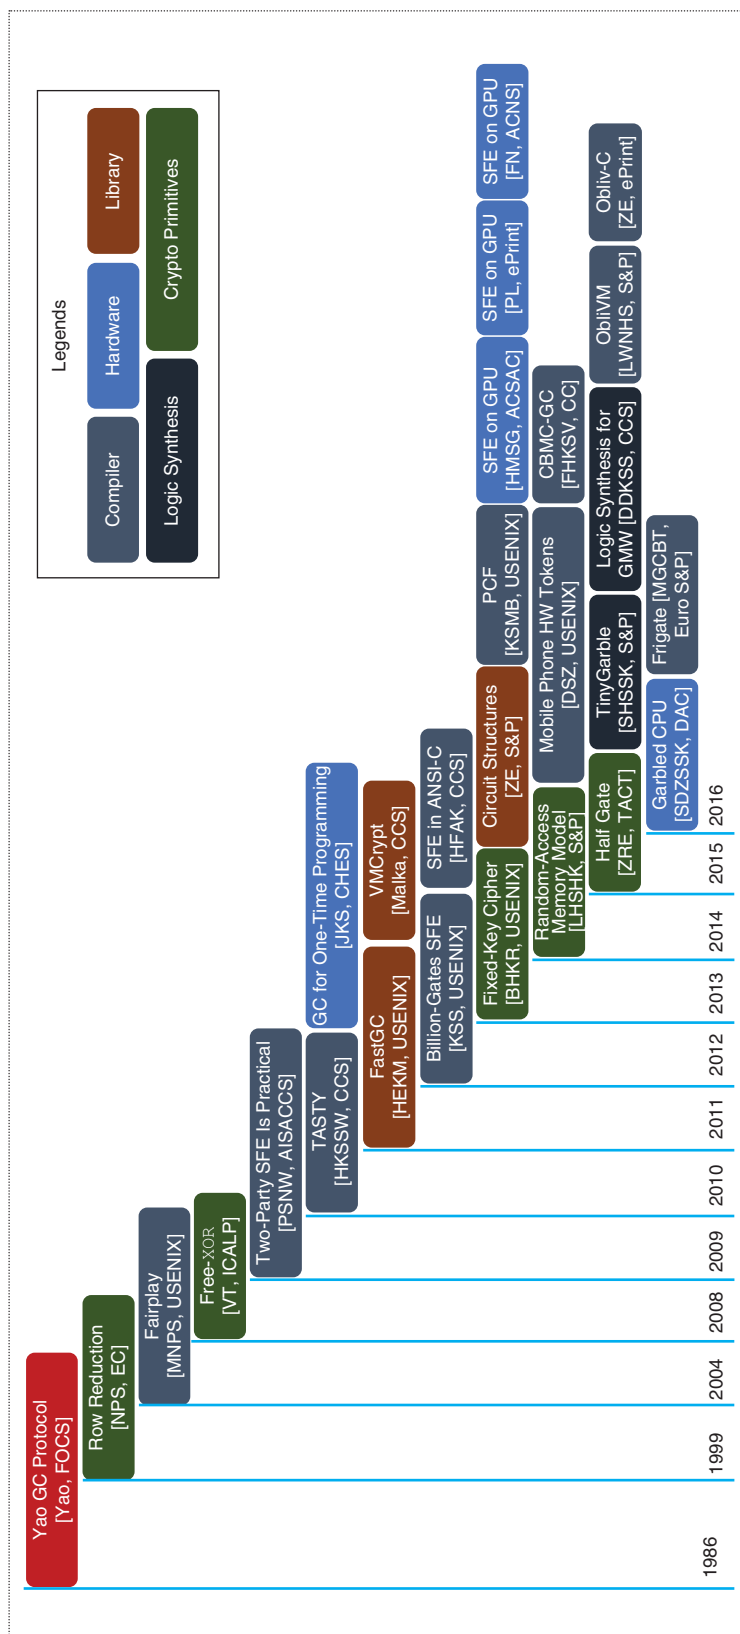 Legends
Compiler
Hardware
Library
Logic Synthesis
Crypto Primitives
Yao GC Protocol
[Yao, FOCS]
Row Reduction
[NPS, EC]
Fairplay
[MNPS, USENIX]
Free-XOR
[VT, ICALP]
Two-Party SFE Is Practical
[PSNW, AISACCS]
TASTY
[HKSSW, CCS]
GC for One-Time Programming
[JKS, CHES]
FastGC
[HEKM, USENIX]
VMCrypt
[Malka, CCS]
Billion-Gates SFE
[KSS, USENIX]
SFE in ANSI-C
[HFAK, CCS]
Fixed-Key Cipher
[BHKR, USENIX]
Circuit Structures
[ZE, S&P]
PCF
[KSMB, USENIX]
SFE on GPU
[HMSG, ACSAC]
SFE on GPU
[PL, ePrint]
SFE on GPU
[FN, ACNS]
Random-Access
Memory Model
[LHSHK, S&P]
Mobile Phone HW Tokens
[DSZ, USENIX]
CBMC-GC
[FHKSV, CC]
Half Gate
[ZRE, TACT]
TinyGarble
[SHSSK, S&P]
Logic Synthesis for
GMW [DDKSS, CCS]
ObliVM
[LWNHS, S&P]
Obliv-C
[ZE, ePrint]
Garbled CPU
[SDZSSK, DAC]
Frigate [MGCBT,
Euro S&P]
1986
1999
2004
2008
2009
2010
2011
2012
2013
2014
2015
2016